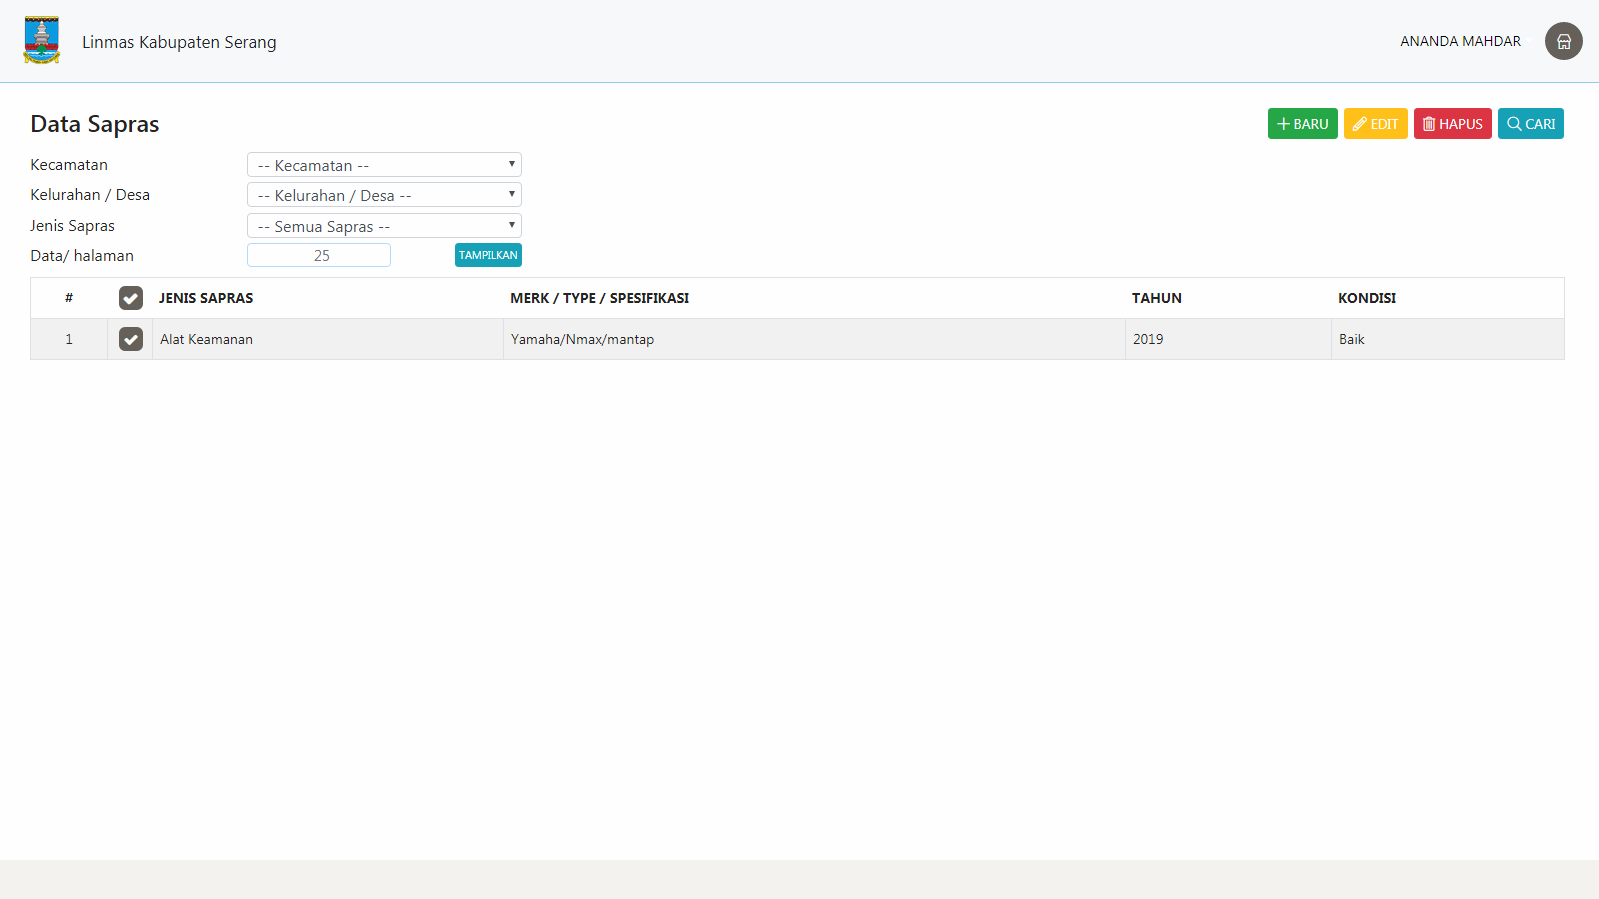 Linmas Kabupaten Serang
ANANDA MAHDAR
Data Sapras
BARU
EDIT
HAPUS
CARI
Kecamatan
-- Kecamatan --
Kelurahan / Desa
-- Kelurahan / Desa --
Jenis Sapras
-- Semua Sapras --
Data/ halaman
25
TAMPILKAN
# JENIS SAPRAS MERK / TYPE / SPESIFIKASI TAHUN KONDISI
1 Alat Keamanan Yamaha/Nmax/mantap 2019 Baik